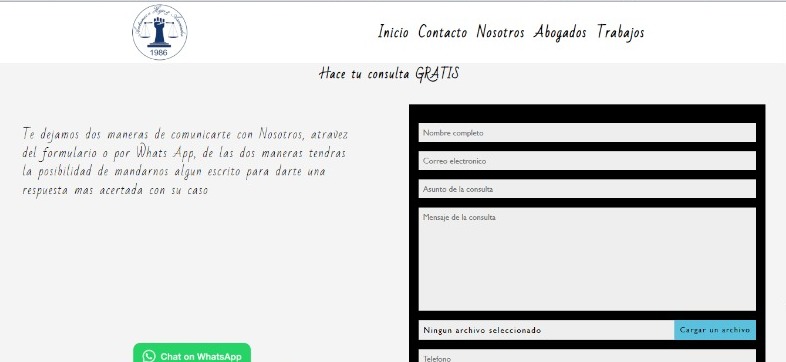 1986
Inicio Contacto Nosotros Abogados Trabajos
Hace tu consulta GRATIS
Te dejamos dos maneras de comunicarte con Nosotros, atravez
del formulario o por Whats App, de las dos maneras tendras
la posibilidad de mandarnos algun escrito para darte una
respuesta mas acertada con su caso
Chat on WhatsApp
Nombre completo
Correo electronico
Asunto de la consulta
Mensaje de la consulta
Ningun archivo seleccionado Cargar un archivo
Telefono